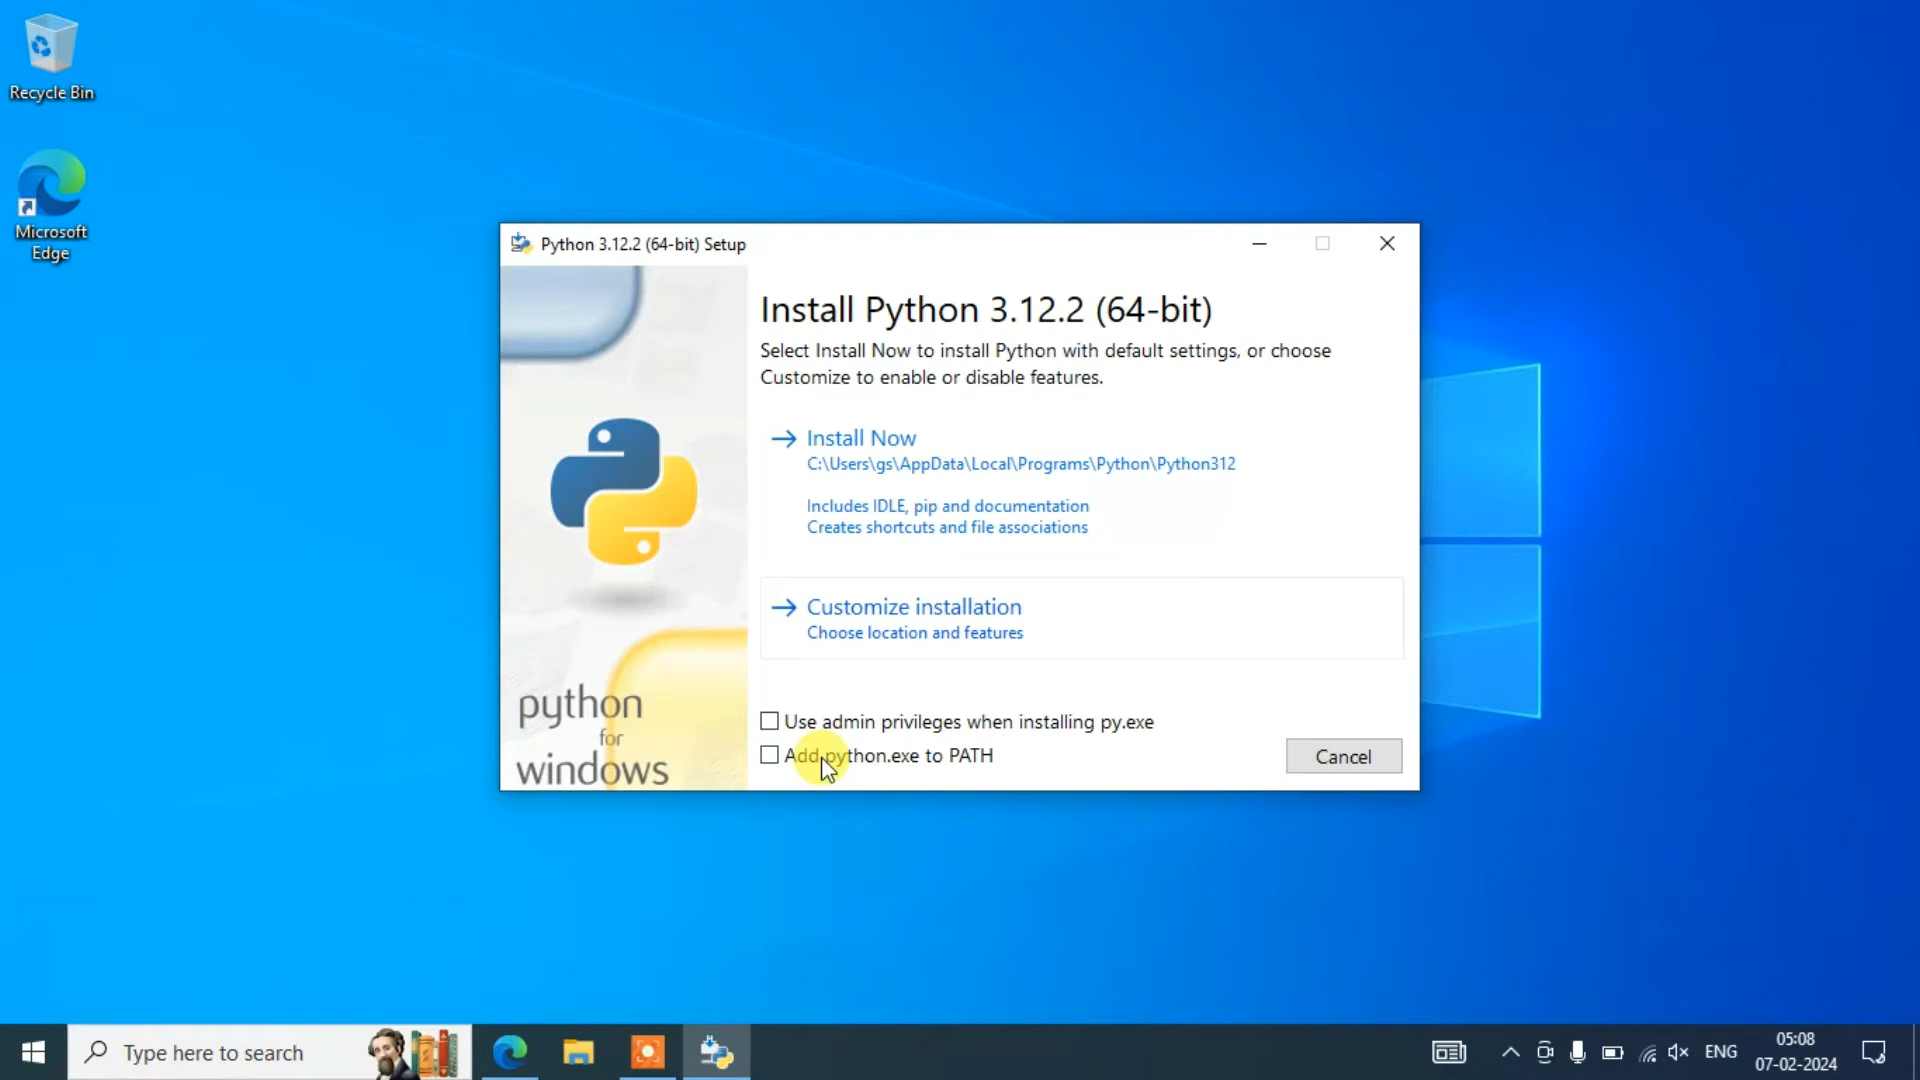 Recycle Bin
Microsoft
Edge
Python 3.12.2 (64-bit) Setup
Install Python 3.12.2 (64-bit)
Select Install Now to install Python with default settings, or choose
Customize to enable or disable features.
Install Now
C:\Users\gs\AppData\Local\Programs\Python\Python312
Includes IDLE, pip and documentation
Creates shortcuts and file associations
Customize installation
Choose location and features
python
for
windows
Use admin privileges when installing py.exe
Add python.exe to PATH
Cancel
Type here to search
ENG
05:08
07-02-2024